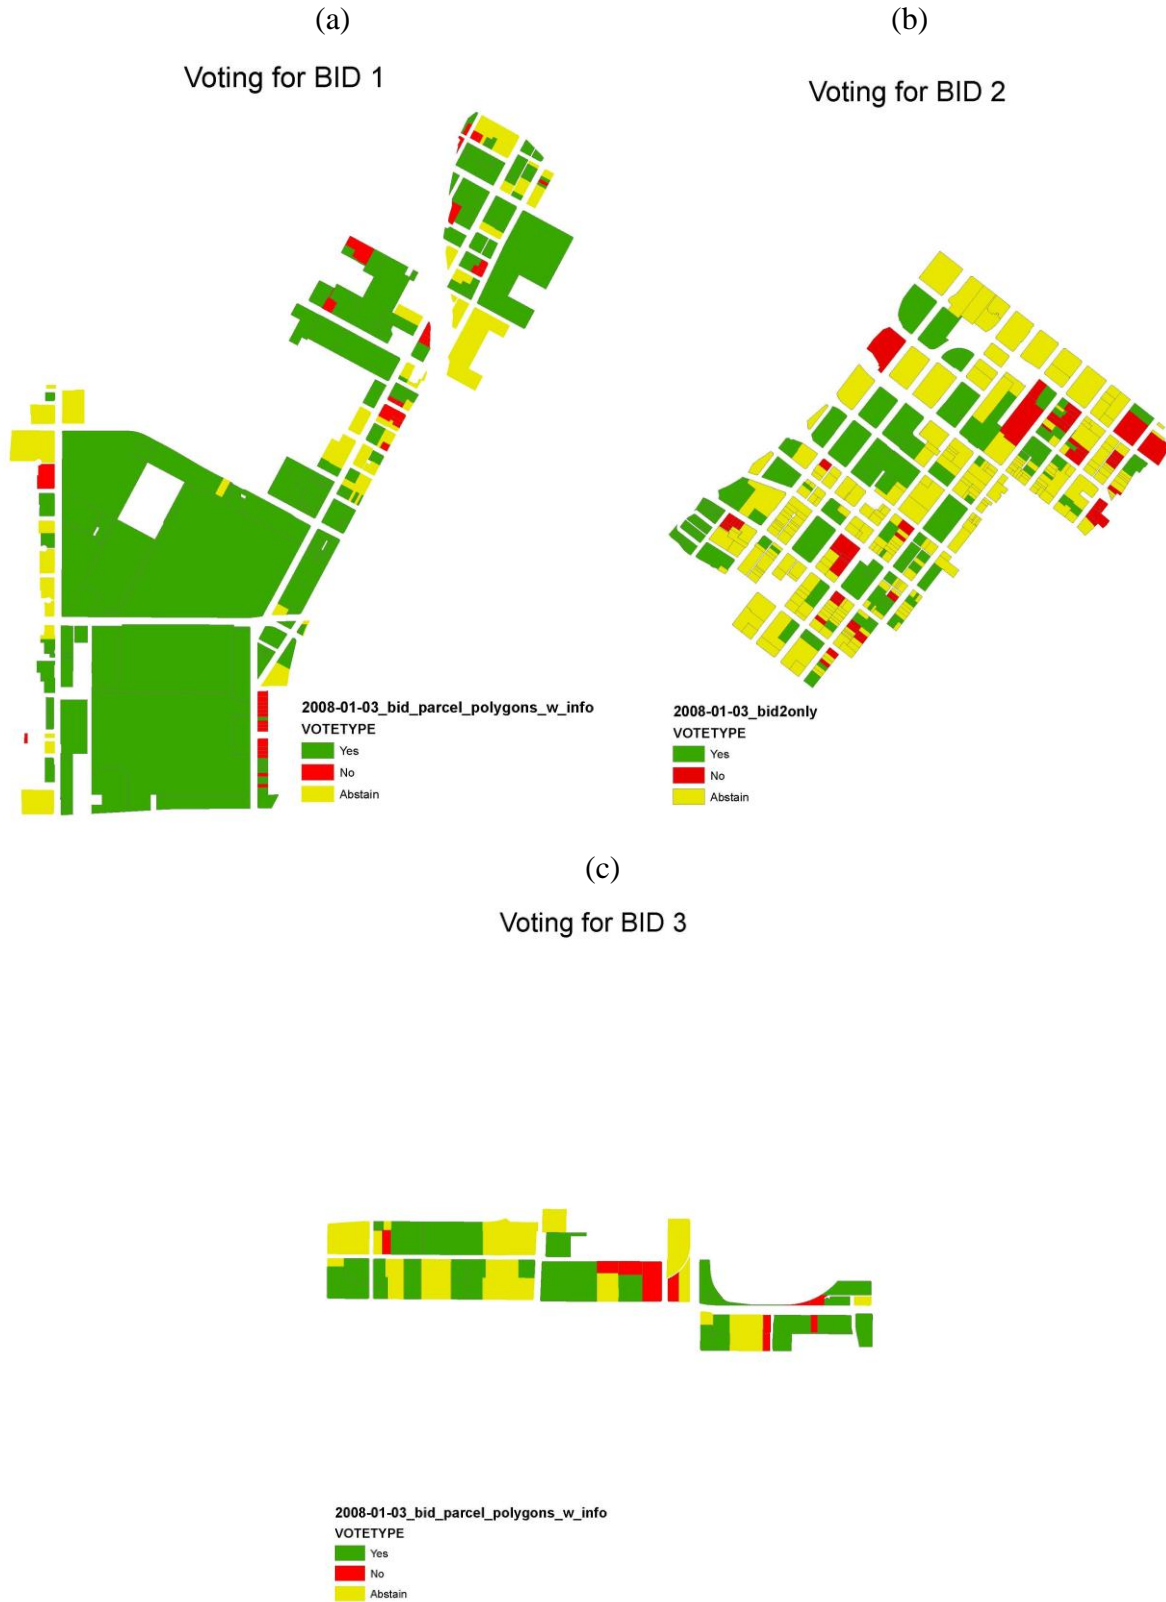 (a)
Voting for BID 1
2008-01-03_bid_parcel_polygons_w_info
VOTETYPE
Yes
No
Abstain
(b)
Voting for BID 2
2008-01-03_bid2only
VOTETYPE
Yes
No
Abstain
(c)
Voting for BID 3
2008-01-03_bid_parcel_polygons_w_info
VOTETYPE
Yes
No
Abstain